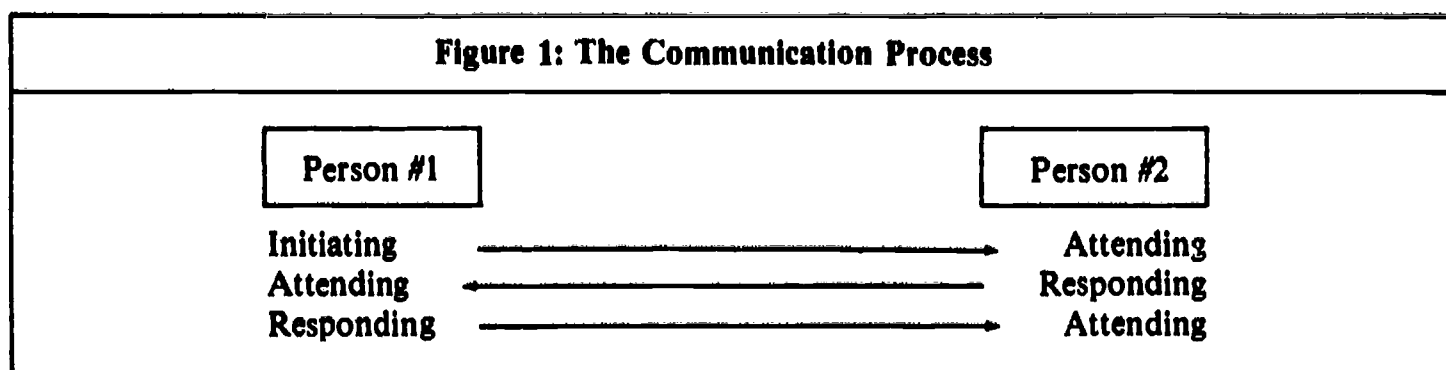 Figure 1: The Communication Process
Person #1 Person #2
Initiating Attending
Attending Responding
Responding Attending